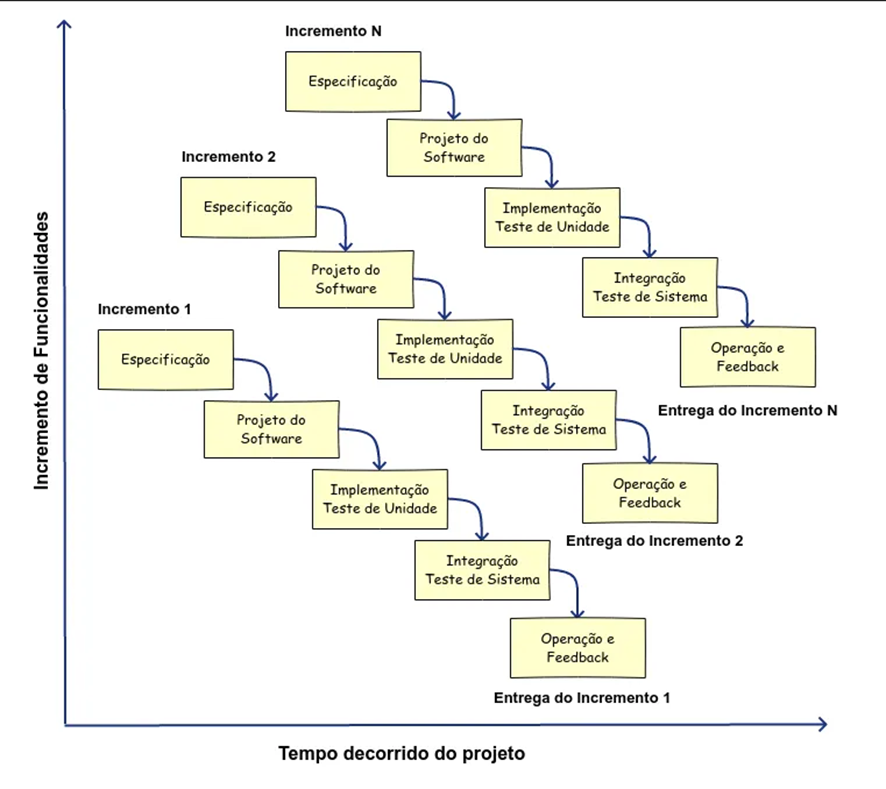 Incremento N
Especificação
Projeto do
Software
Implementação
Teste de Unidade
Integração
Teste de Sistema
Operação e
Feedback
Entrega do Incremento N
Incremento 2
Especificação
Projeto do
Software
Implementação
Teste de Unidade
Integração
Teste de Sistema
Operação e
Feedback
Entrega do Incremento 2
Incremento 1
Especificação
Projeto do
Software
Implementação
Teste de Unidade
Integração
Teste de Sistema
Operação e
Feedback
Entrega do Incremento 1
Incremento de Funcionalidades
Tempo decorrido do projeto